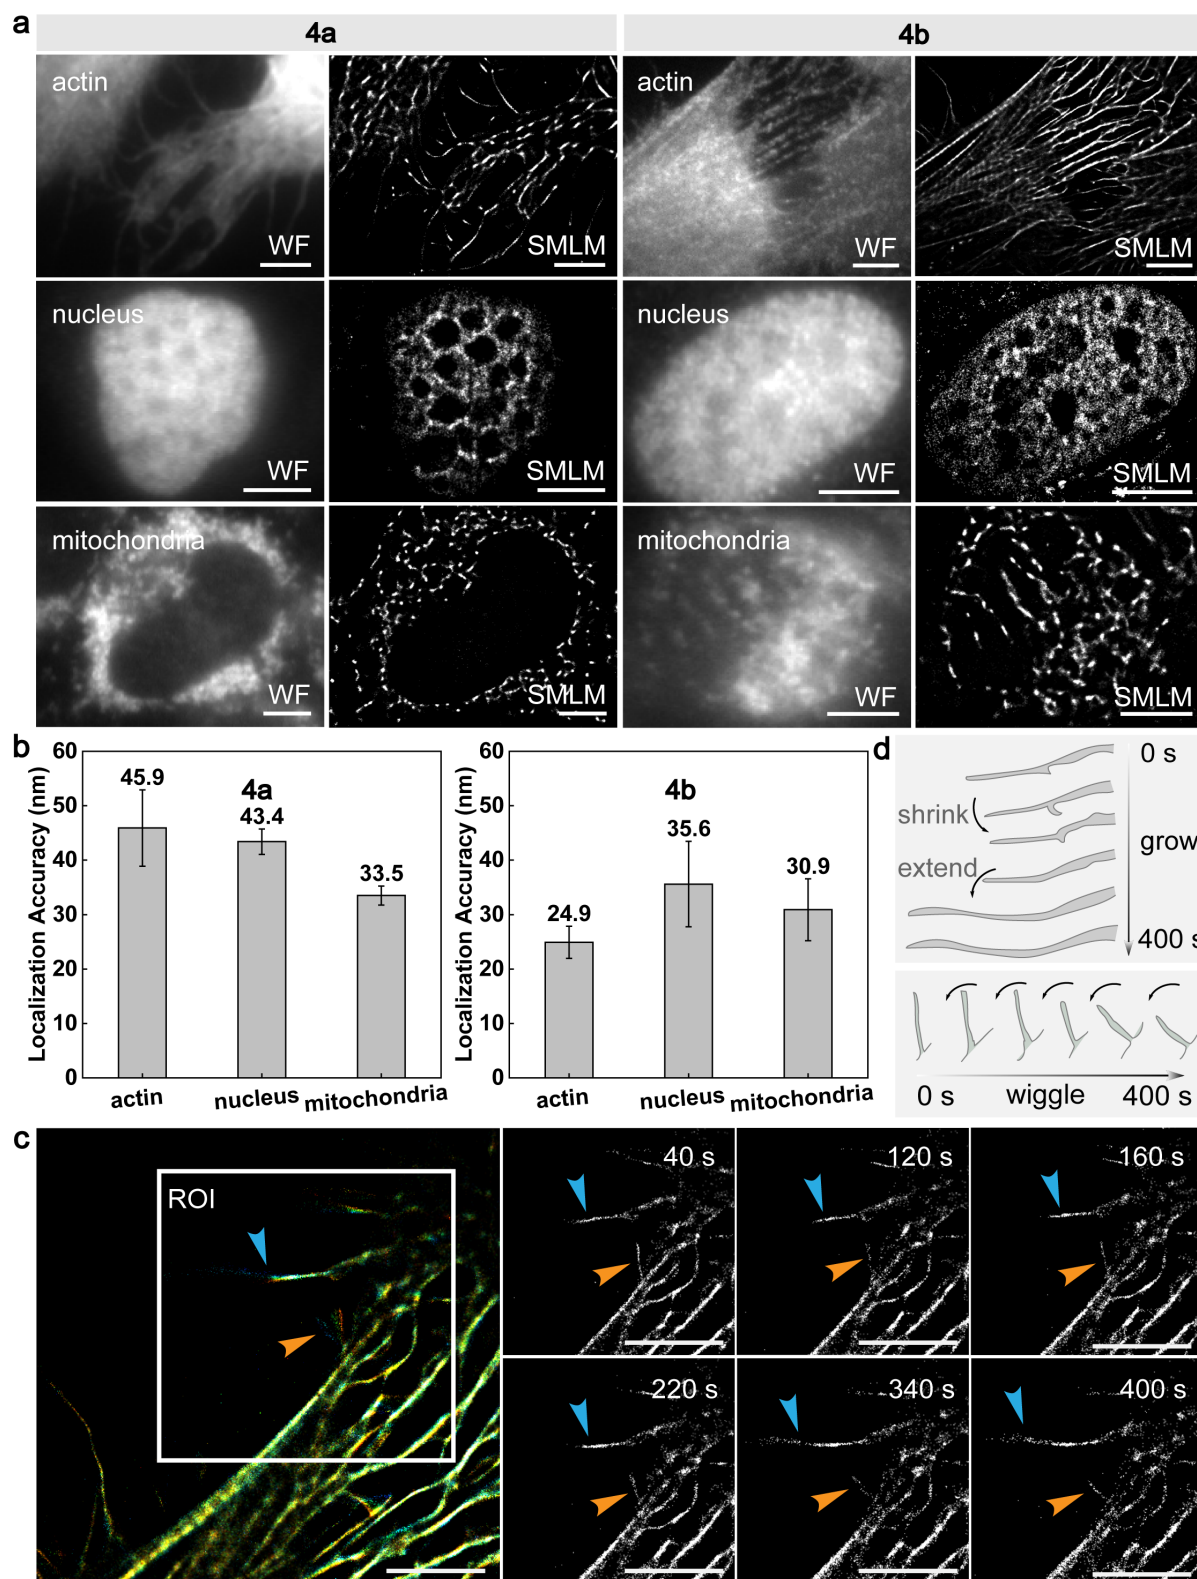 a
4a
4b
actin
WF
SMLM
WF
SMLM
nucleus
WF
SMLM
nucleus
WF
SMLM
mitochondria
WF
SMLM
mitochondria
WF
SMLM
b
Localization Accuracy (nm)
60
50
40
30
20
10
0
4a
45.9
43.4
33.5
actin
nucleus
mitochondria
Localization Accuracy (nm)
60
50
40
30
20
10
0
4b
24.9
35.6
30.9
actin
nucleus
mitochondria
d
0 s
shrink
grow
extend
400 s
0 s
wiggle
400 s
c
ROI
40 s
120 s
160 s
220 s
340 s
400 s